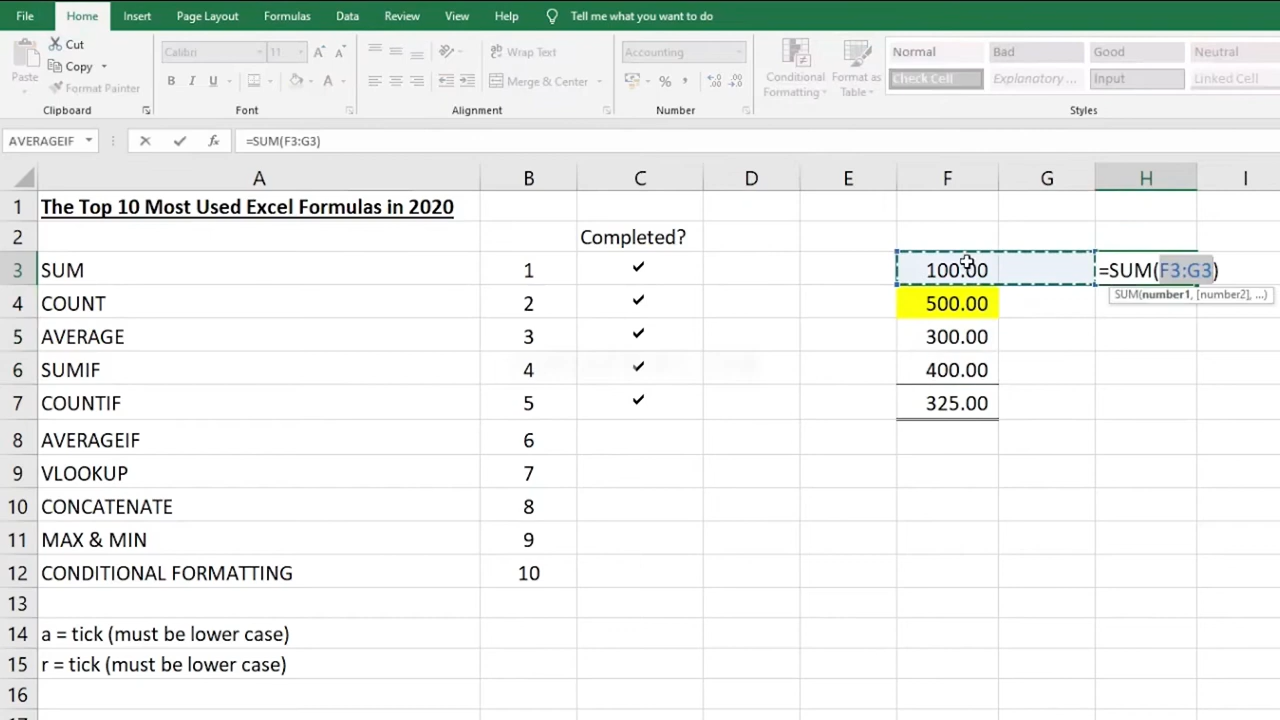 File Home Insert Page Layout Formulas Data Review View Help Tell me what you want to do
Cut Calibri 11 A A Wrap Text Accounting Normal Bad Good Neutral
Paste Copy B I U A Merge & Center % , Conditional Formatting Format as Table Check Cell Explanatory ... Input Linked Cell
Format Painter
Clipboard Font Alignment Number Styles
AVERAGEIF fx =SUM(F3:G3)
A B C D E F G H I
1 The Top 10 Most Used Excel Formulas in 2020
2 Completed?
3 SUM 1 ✓ 100.00 =SUM(F3:G3)
SUM(number1, [number2], ...)
4 COUNT 2 ✓ 500.00
5 AVERAGE 3 ✓ 300.00
6 SUMIF 4 ✓ 400.00
7 COUNTIF 5 ✓ 325.00
8 AVERAGEIF 6
9 VLOOKUP 7
10 CONCATENATE 8
11 MAX & MIN 9
12 CONDITIONAL FORMATTING 10
13
14 a = tick (must be lower case)
15 r = tick (must be lower case)
16